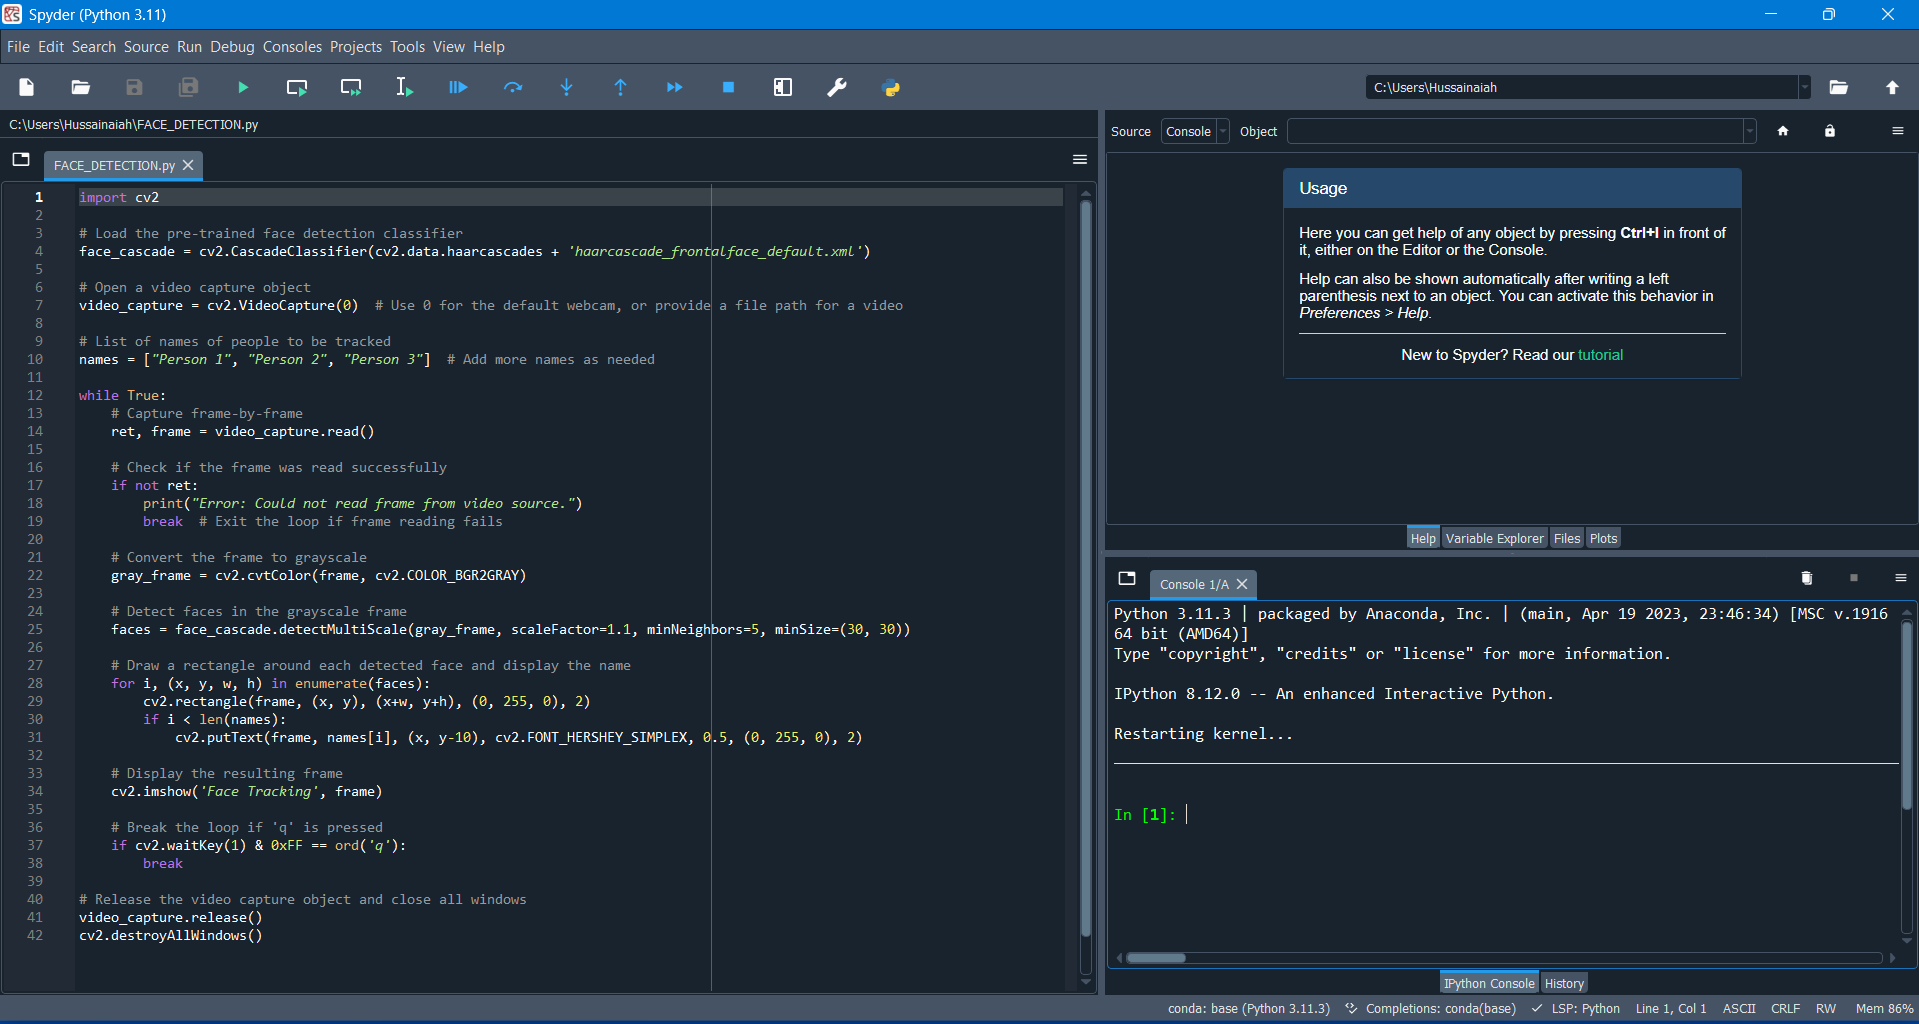 Spyder (Python 3.11)
File Edit Search Source Run Debug Consoles Projects Tools View Help
C:\Users\Hussainaiah
C:\Users\Hussainaiah\FACE_DETECTION.py
FACE_DETECTION.py
1 import cv2
2
3 # Load the pre-trained face detection classifier
4 face_cascade = cv2.CascadeClassifier(cv2.data.haarcascades + 'haarcascade_frontalface_default.xml')
5
6 # Open a video capture object
7 video_capture = cv2.VideoCapture(0)  # Use 0 for the default webcam, or provide a file path for a video
8
9 # List of names of people to be tracked
10 names = ["Person 1", "Person 2", "Person 3"]  # Add more names as needed
11
12 while True:
13     # Capture frame-by-frame
14     ret, frame = video_capture.read()
15
16     # Check if the frame was read successfully
17     if not ret:
18         print("Error: Could not read frame from video source.")
19         break  # Exit the loop if frame reading fails
20
21     # Convert the frame to grayscale
22     gray_frame = cv2.cvtColor(frame, cv2.COLOR_BGR2GRAY)
23
24     # Detect faces in the grayscale frame
25     faces = face_cascade.detectMultiScale(gray_frame, scaleFactor=1.1, minNeighbors=5, minSize=(30, 30))
26
27     # Draw a rectangle around each detected face and display the name
28     for i, (x, y, w, h) in enumerate(faces):
29         cv2.rectangle(frame, (x, y), (x+w, y+h), (0, 255, 0), 2)
30         if i < len(names):
31             cv2.putText(frame, names[i], (x, y-10), cv2.FONT_HERSHEY_SIMPLEX, 0.5, (0, 255, 0), 2)
32
33     # Display the resulting frame
34     cv2.imshow('Face Tracking', frame)
35
36     # Break the loop if 'q' is pressed
37     if cv2.waitKey(1) & 0xFF == ord('q'):
38         break
39
40 # Release the video capture object and close all windows
41 video_capture.release()
42 cv2.destroyAllWindows()
Source Console Object
Usage
Here you can get help of any object by pressing Ctrl+I in front of
it, either on the Editor or the Console.
Help can also be shown automatically after writing a left
parenthesis next to an object. You can activate this behavior in
Preferences > Help.
New to Spyder? Read our tutorial
Help Variable Explorer Files Plots
Console 1/A
Python 3.11.3 | packaged by Anaconda, Inc. | (main, Apr 19 2023, 23:46:34) [MSC v.1916
64 bit (AMD64)]
Type "copyright", "credits" or "license" for more information.
IPython 8.12.0 -- An enhanced Interactive Python.
Restarting kernel...
In [1]:
IPython Console History
conda: base (Python 3.11.3) Completions: conda(base) LSP: Python Line 1, Col 1 ASCII CRLF RW Mem 86%